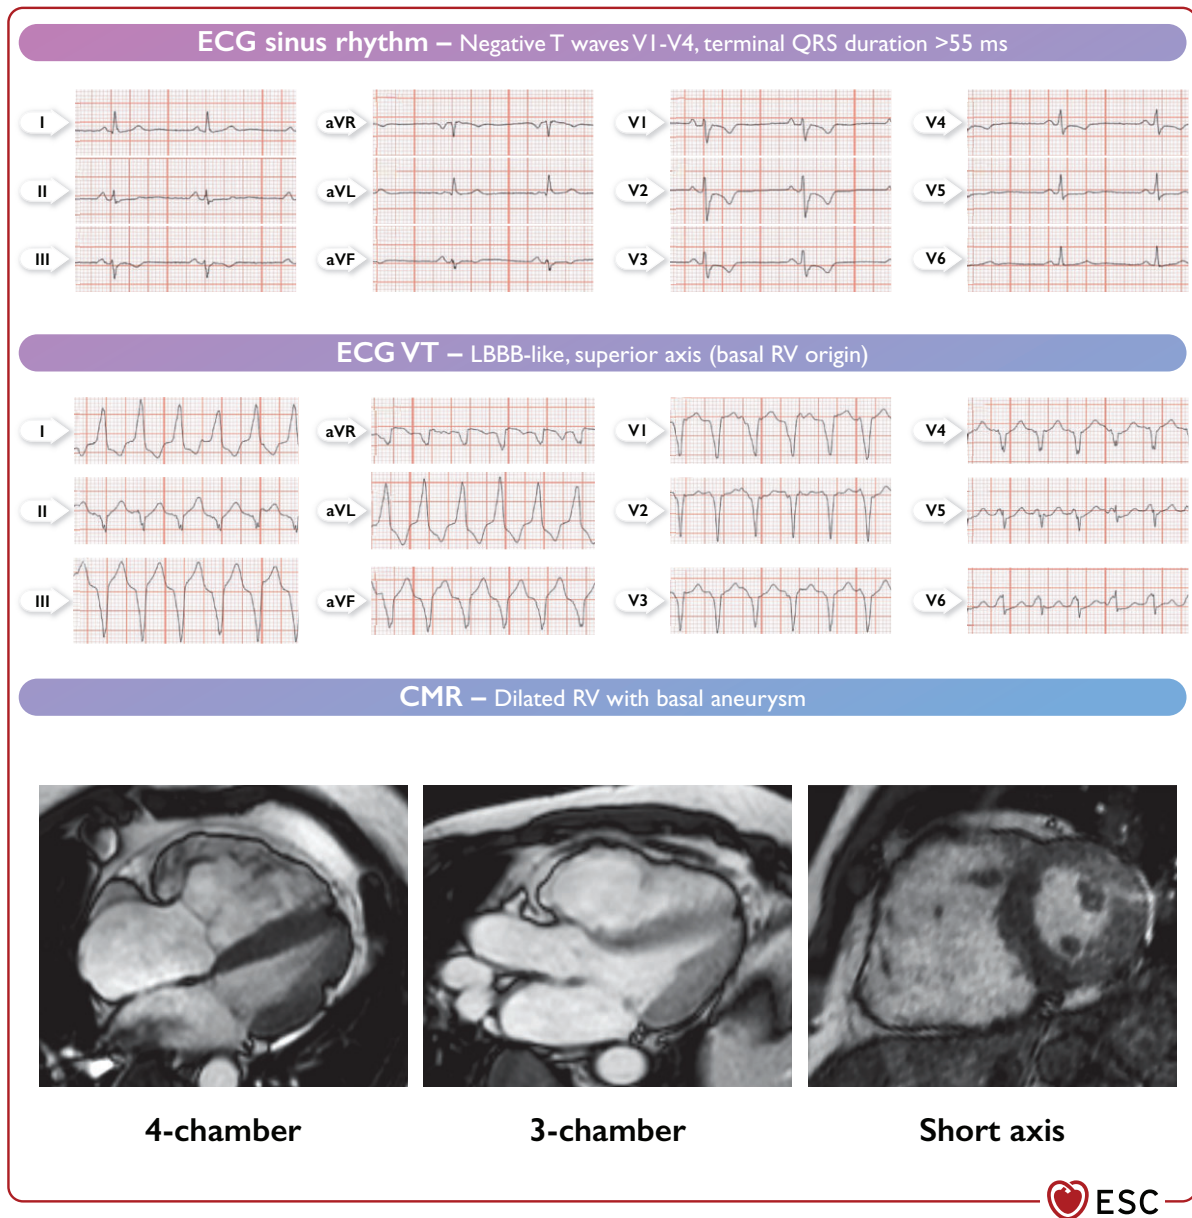 ECG sinus rhythm – Negative T waves V1-V4, terminal QRS duration >55 ms
I
aVR
V1
V4
II
aVL
V2
V5
III
aVF
V3
V6
ECG VT – LBBB-like, superior axis (basal RV origin)
I
aVR
V1
V4
II
aVL
V2
V5
III
aVF
V3
V6
CMR – Dilated RV with basal aneurysm
4-chamber
3-chamber
Short axis
ESC